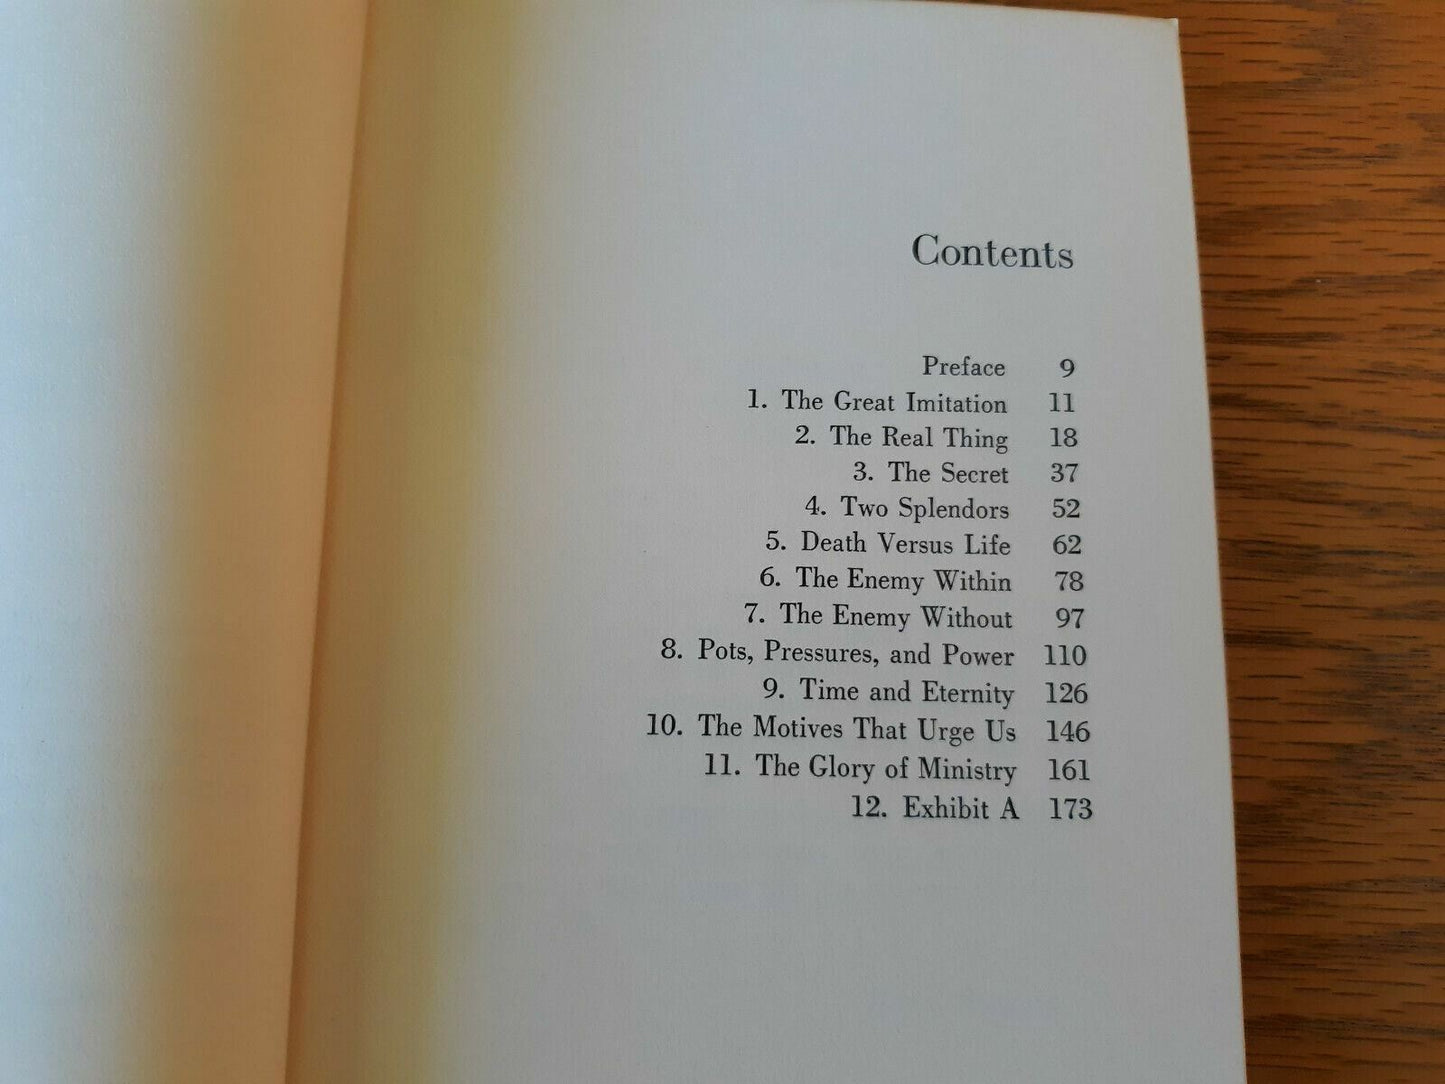 Contents
Preface 9
1. The Great Imitation 11
2. The Real Thing 18
3. The Secret 37
4. Two Splendors 52
5. Death Versus Life 62
6. The Enemy Within 78
7. The Enemy Without 97
8. Pots, Pressures, and Power 110
9. Time and Eternity 126
10. The Motives That Urge Us 146
11. The Glory of Ministry 161
12. Exhibit A 173